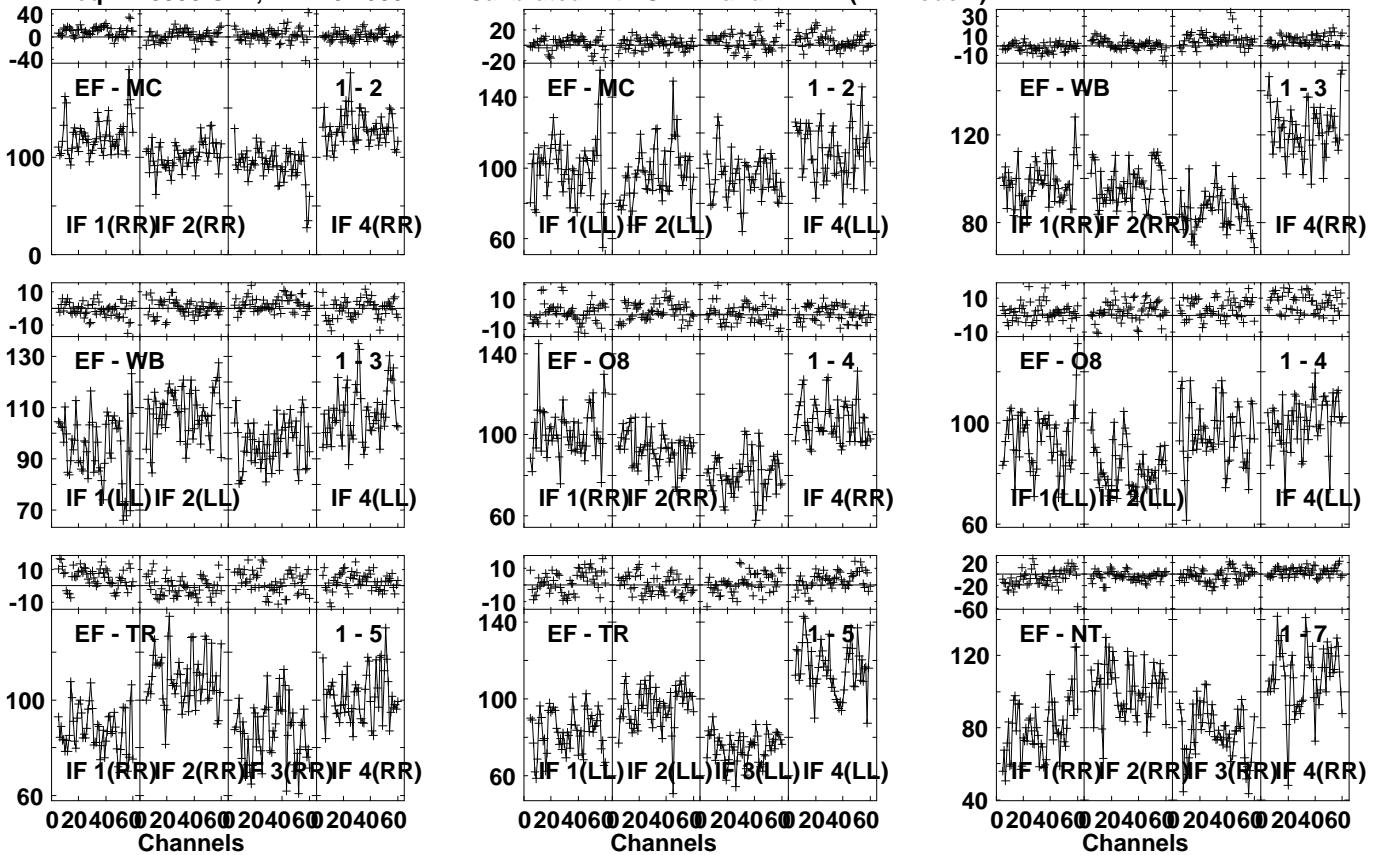 40 0 -40 20 -20 30 10 -10
EF - MC 1 - 2 EF - MC 1 - 2 EF - WB 1 - 3
100 0 140 100 60 120 80
IF 1(RR) IF 2(RR) IF 4(RR) IF 1(LL) IF 2(LL) IF 4(LL) IF 1(RR) IF 2(RR) IF 4(RR)
10 -10 10 -10 10 -10
EF - WB 1 - 3 EF - O8 1 - 4 EF - O8 1 - 4
130 110 90 70 140 100 60 100 60
IF 1(LL) IF 2(LL) IF 4(LL) IF 1(RR) IF 2(RR) IF 4(RR) IF 1(LL) IF 2(LL) IF 4(LL)
10 -10 10 -10 20 -20 -60
EF - TR 1 - 5 EF - TR 1 - 5 EF - NT 1 - 7
100 60 140 100 60 120 80 40
IF 1(RR) IF 2(RR) IF 3(RR) IF 4(RR) IF 1(LL) IF 2(LL) IF 3(LL) IF 4(LL) IF 1(RR) IF 2(RR) IF 3(RR) IF 4(RR)
0 20 40 60 0 20 40 60 0 20 40 60 0 20 40 60 0 20 40 60 0 20 40 60 0 20 40 60 0 20 40 60 0 20 40 60 0 20 40 60 0 20 40 60 0 20 40 60
Channels Channels Channels